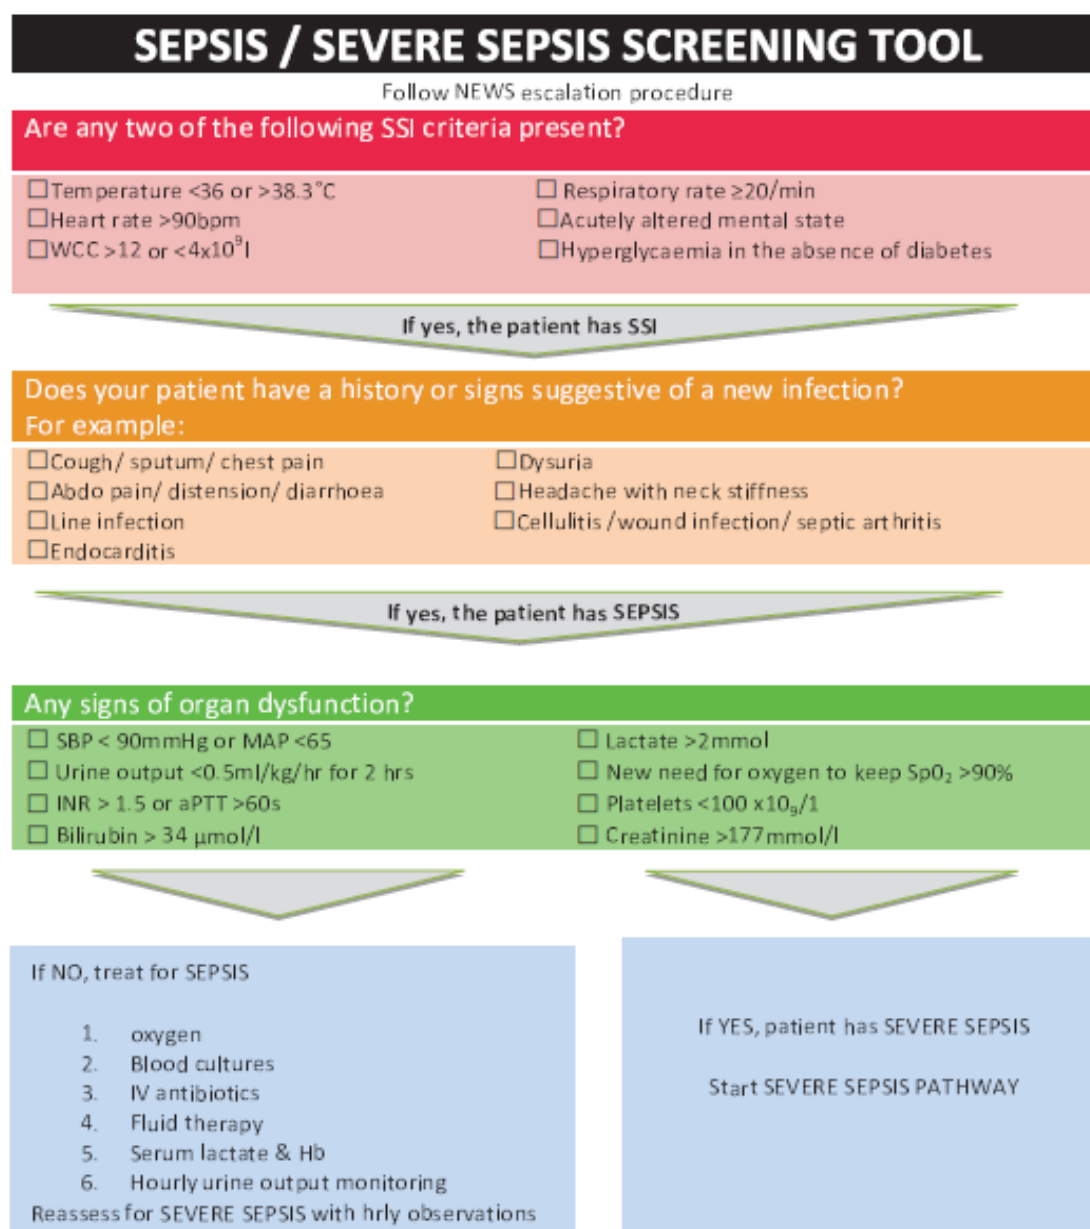 SEPSIS / SEVERE SEPSIS SCREENING TOOL
Follow NEWS escalation procedure
Are any two of the following SSI criteria present?
☐Temperature <36 or >38.3°C
☐Heart rate >90bpm
☐WCC >12 or <4x10⁹l
☐ Respiratory rate ≥20/min
☐Acutely altered mental state
☐Hyperglycaemia in the absence of diabetes
If yes, the patient has SSI
Does your patient have a history or signs suggestive of a new infection?
For example:
☐Cough/ sputum/ chest pain
☐Abdo pain/ distension/ diarrhoea
☐Line infection
☐Endocarditis
☐Dysuria
☐Headache with neck stiffness
☐Cellulitis /wound infection/ septic arthritis
If yes, the patient has SEPSIS
Any signs of organ dysfunction?
☐ SBP < 90mmHg or MAP <65
☐ Urine output <0.5ml/kg/hr for 2 hrs
☐ INR > 1.5 or aPTT >60s
☐ Bilirubin > 34 µmol/l
☐ Lactate >2mmol
☐ New need for oxygen to keep Sp0₂ >90%
☐ Platelets <100 x10₉/1
☐ Creatinine >177mmol/l
If NO, treat for SEPSIS
1. oxygen
2. Blood cultures
3. IV antibiotics
4. Fluid therapy
5. Serum lactate & Hb
6. Hourly urine output monitoring
Reassess for SEVERE SEPSIS with hrly observations
If YES, patient has SEVERE SEPSIS
Start SEVERE SEPSIS PATHWAY